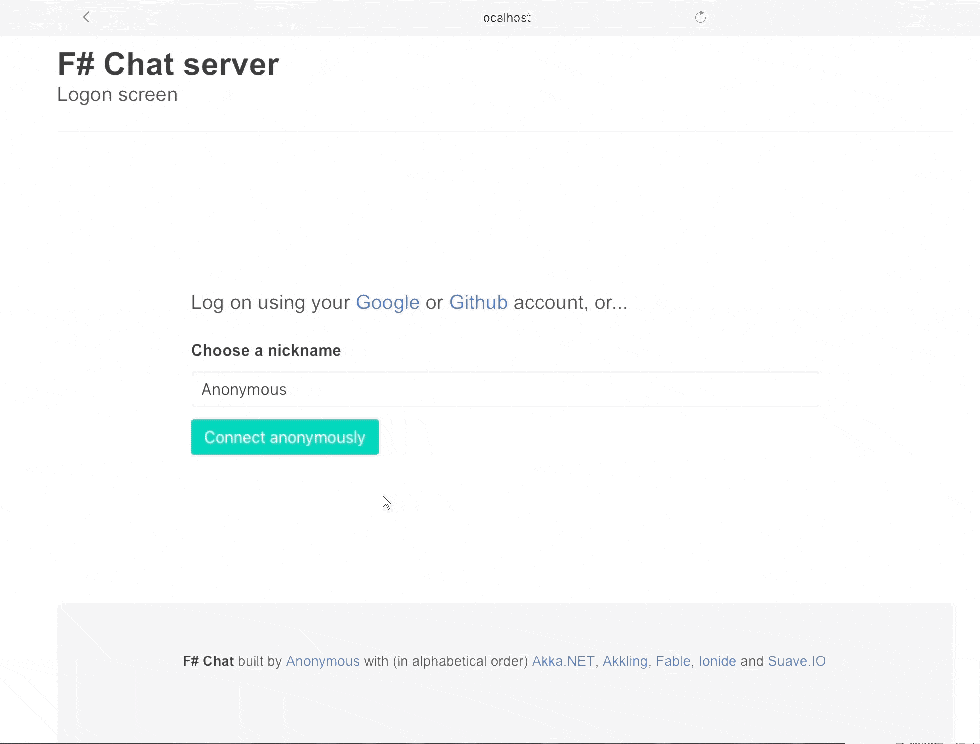 ocalhost
F# Chat server
Logon screen
Log on using your Google or Github account, or...
Choose a nickname
Anonymous
Connect anonymously
F# Chat built by Anonymous with (in alphabetical order) Akka.NET, Akkling, Fable, Ionide and Suave.IO